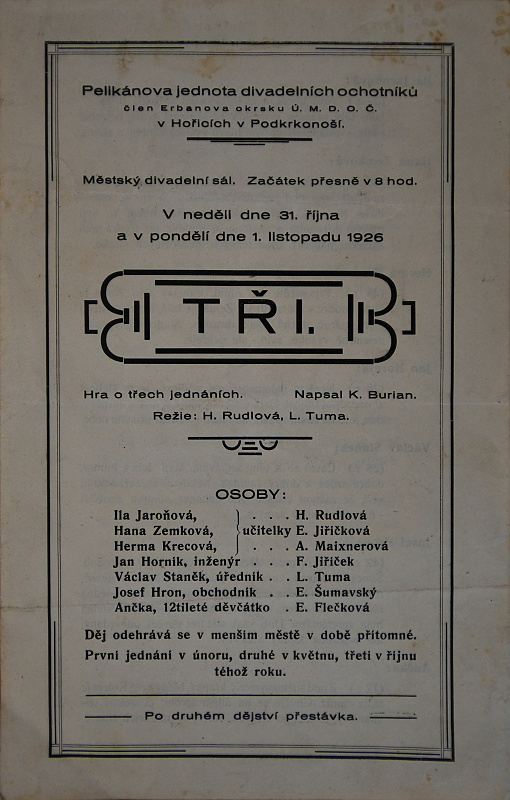 Pelikánova jednota divadelních ochotníků
člen Erbanova okrsku Ú. M. D. O. Č.
v Hořicích v Podkrkonoší.
Městský divadelní sál. Začátek přesně v 8 hod.
V neděli dne 31. října
a v pondělí dne 1. listopadu 1926
TŘI.
Hra o třech jednáních. Napsal K. Burian.
Režie: H. Rudlová, L. Tuma.
OSOBY:
Ila Jaroňová, . . . H. Rudlová
Hana Zemková, učitelky E. Jiřičková
Herma Krecová, . . . A. Maixnerová
Jan Horník, inženýr . . . F. Jiříček
Václav Staněk, úředník . . L. Tuma
Josef Hron, obchodník . . E. Šumavský
Ančka, 12tileté děvčátko . E. Flečková
Děj odehrává se v menším městě v době přítomné.
První jednání v únoru, druhé v květnu, třetí v říjnu
téhož roku.
Po druhém dějství přestávka.